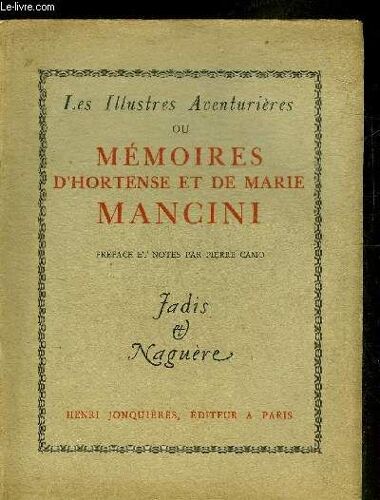 Le-livre.com
Les Illustres Aventurières
OU
MÉMOIRES
D'HORTENSE ET DE MARIE
MANCINI
PREFACE ET NOTES PAR PIERRE CAMO
Jadis
&
Naguère
HENRI JONQUIÈRES, ÉDITEUR A PARIS